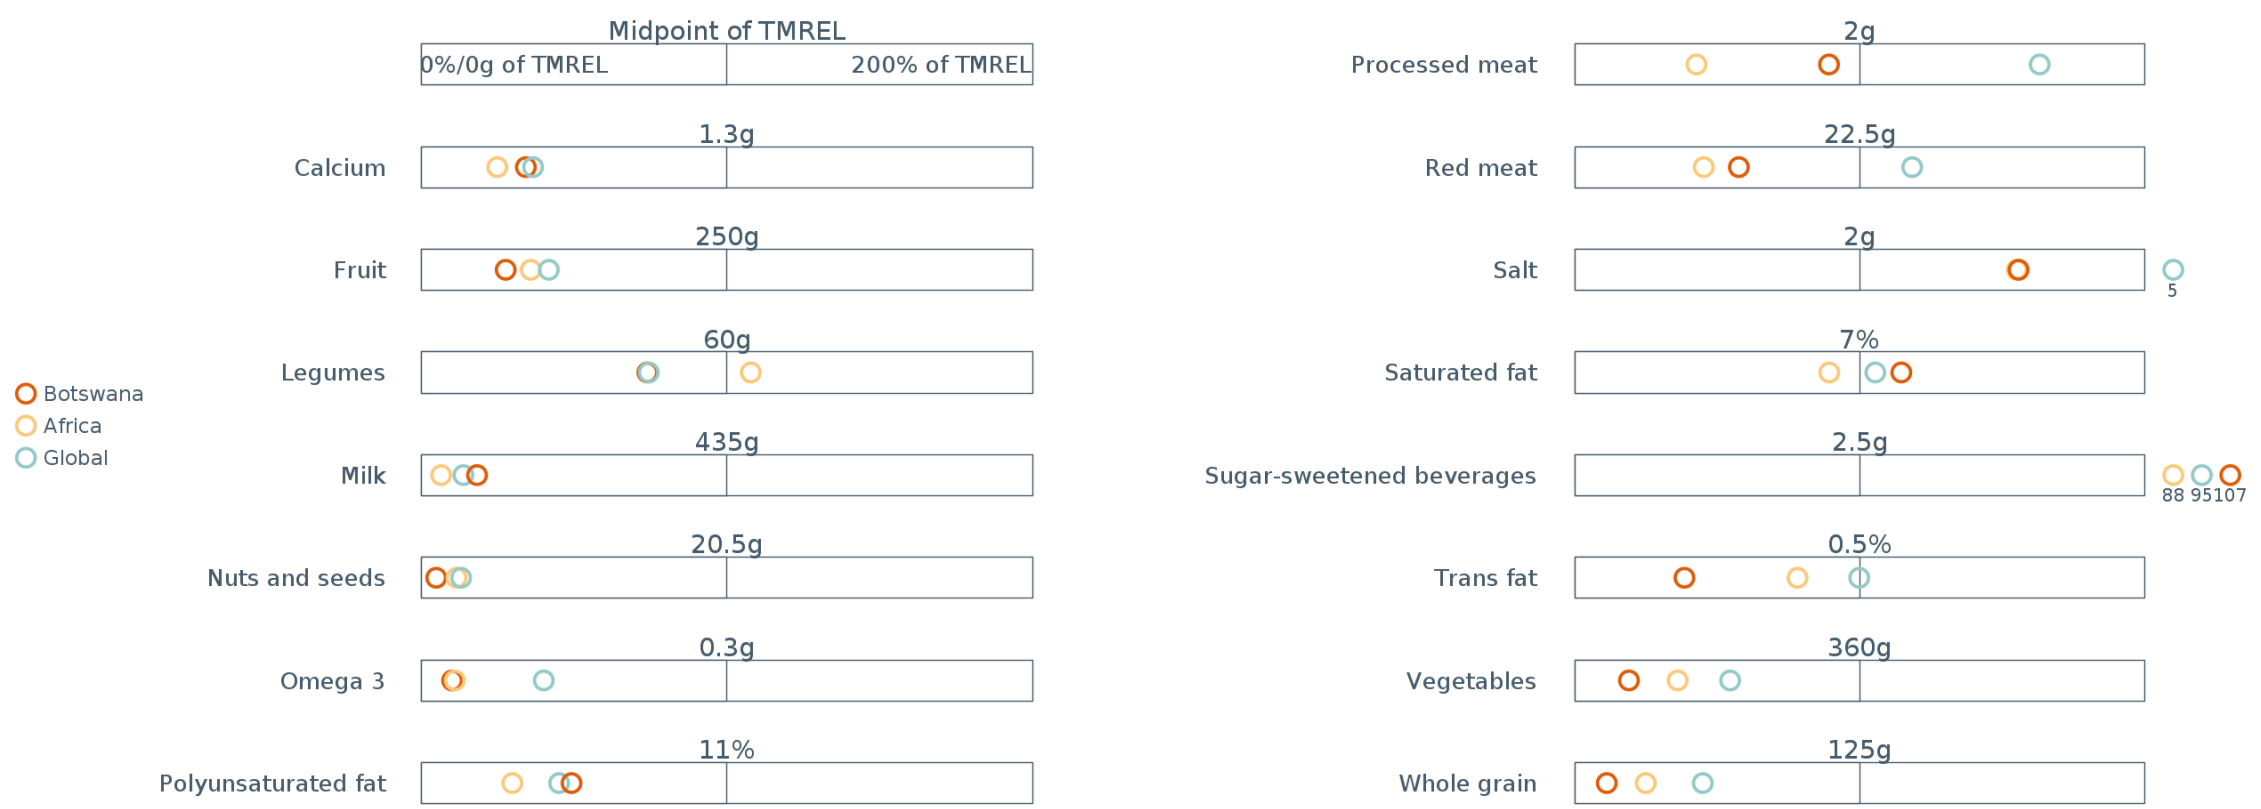 Midpoint of TMREL
0%/0g of TMREL 200% of TMREL
1.3g
Calcium
250g
Fruit
60g
Legumes
435g
Milk
20.5g
Nuts and seeds
0.3g
Omega 3
11%
Polyunsaturated fat
Botswana
Africa
Global
2g
Processed meat
22.5g
Red meat
2g
Salt
5
7%
Saturated fat
2.5g
Sugar-sweetened beverages
88 95 107
0.5%
Trans fat
360g
Vegetables
125g
Whole grain